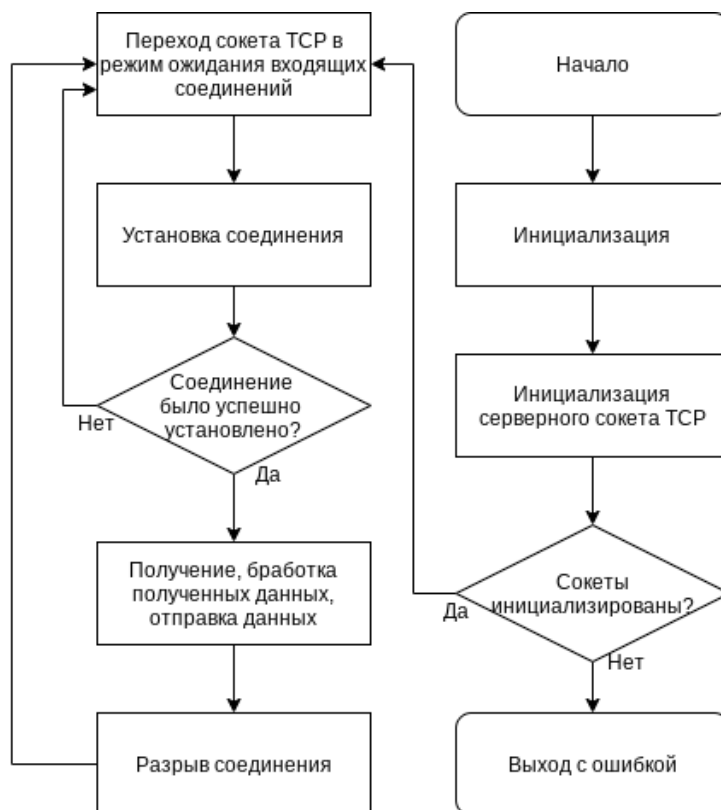 Переход сокета TCP в
режим ожидания входящих
соединений
Установка соединения
Соединение
было успешно
установлено?
Нет
Да
Получение, бработка
полученных данных,
отправка данных
Разрыв соединения
Начало
Инициализация
Инициализация
серверного сокета TCP
Сокеты
инициализированы?
Да
Нет
Выход с ошибкой